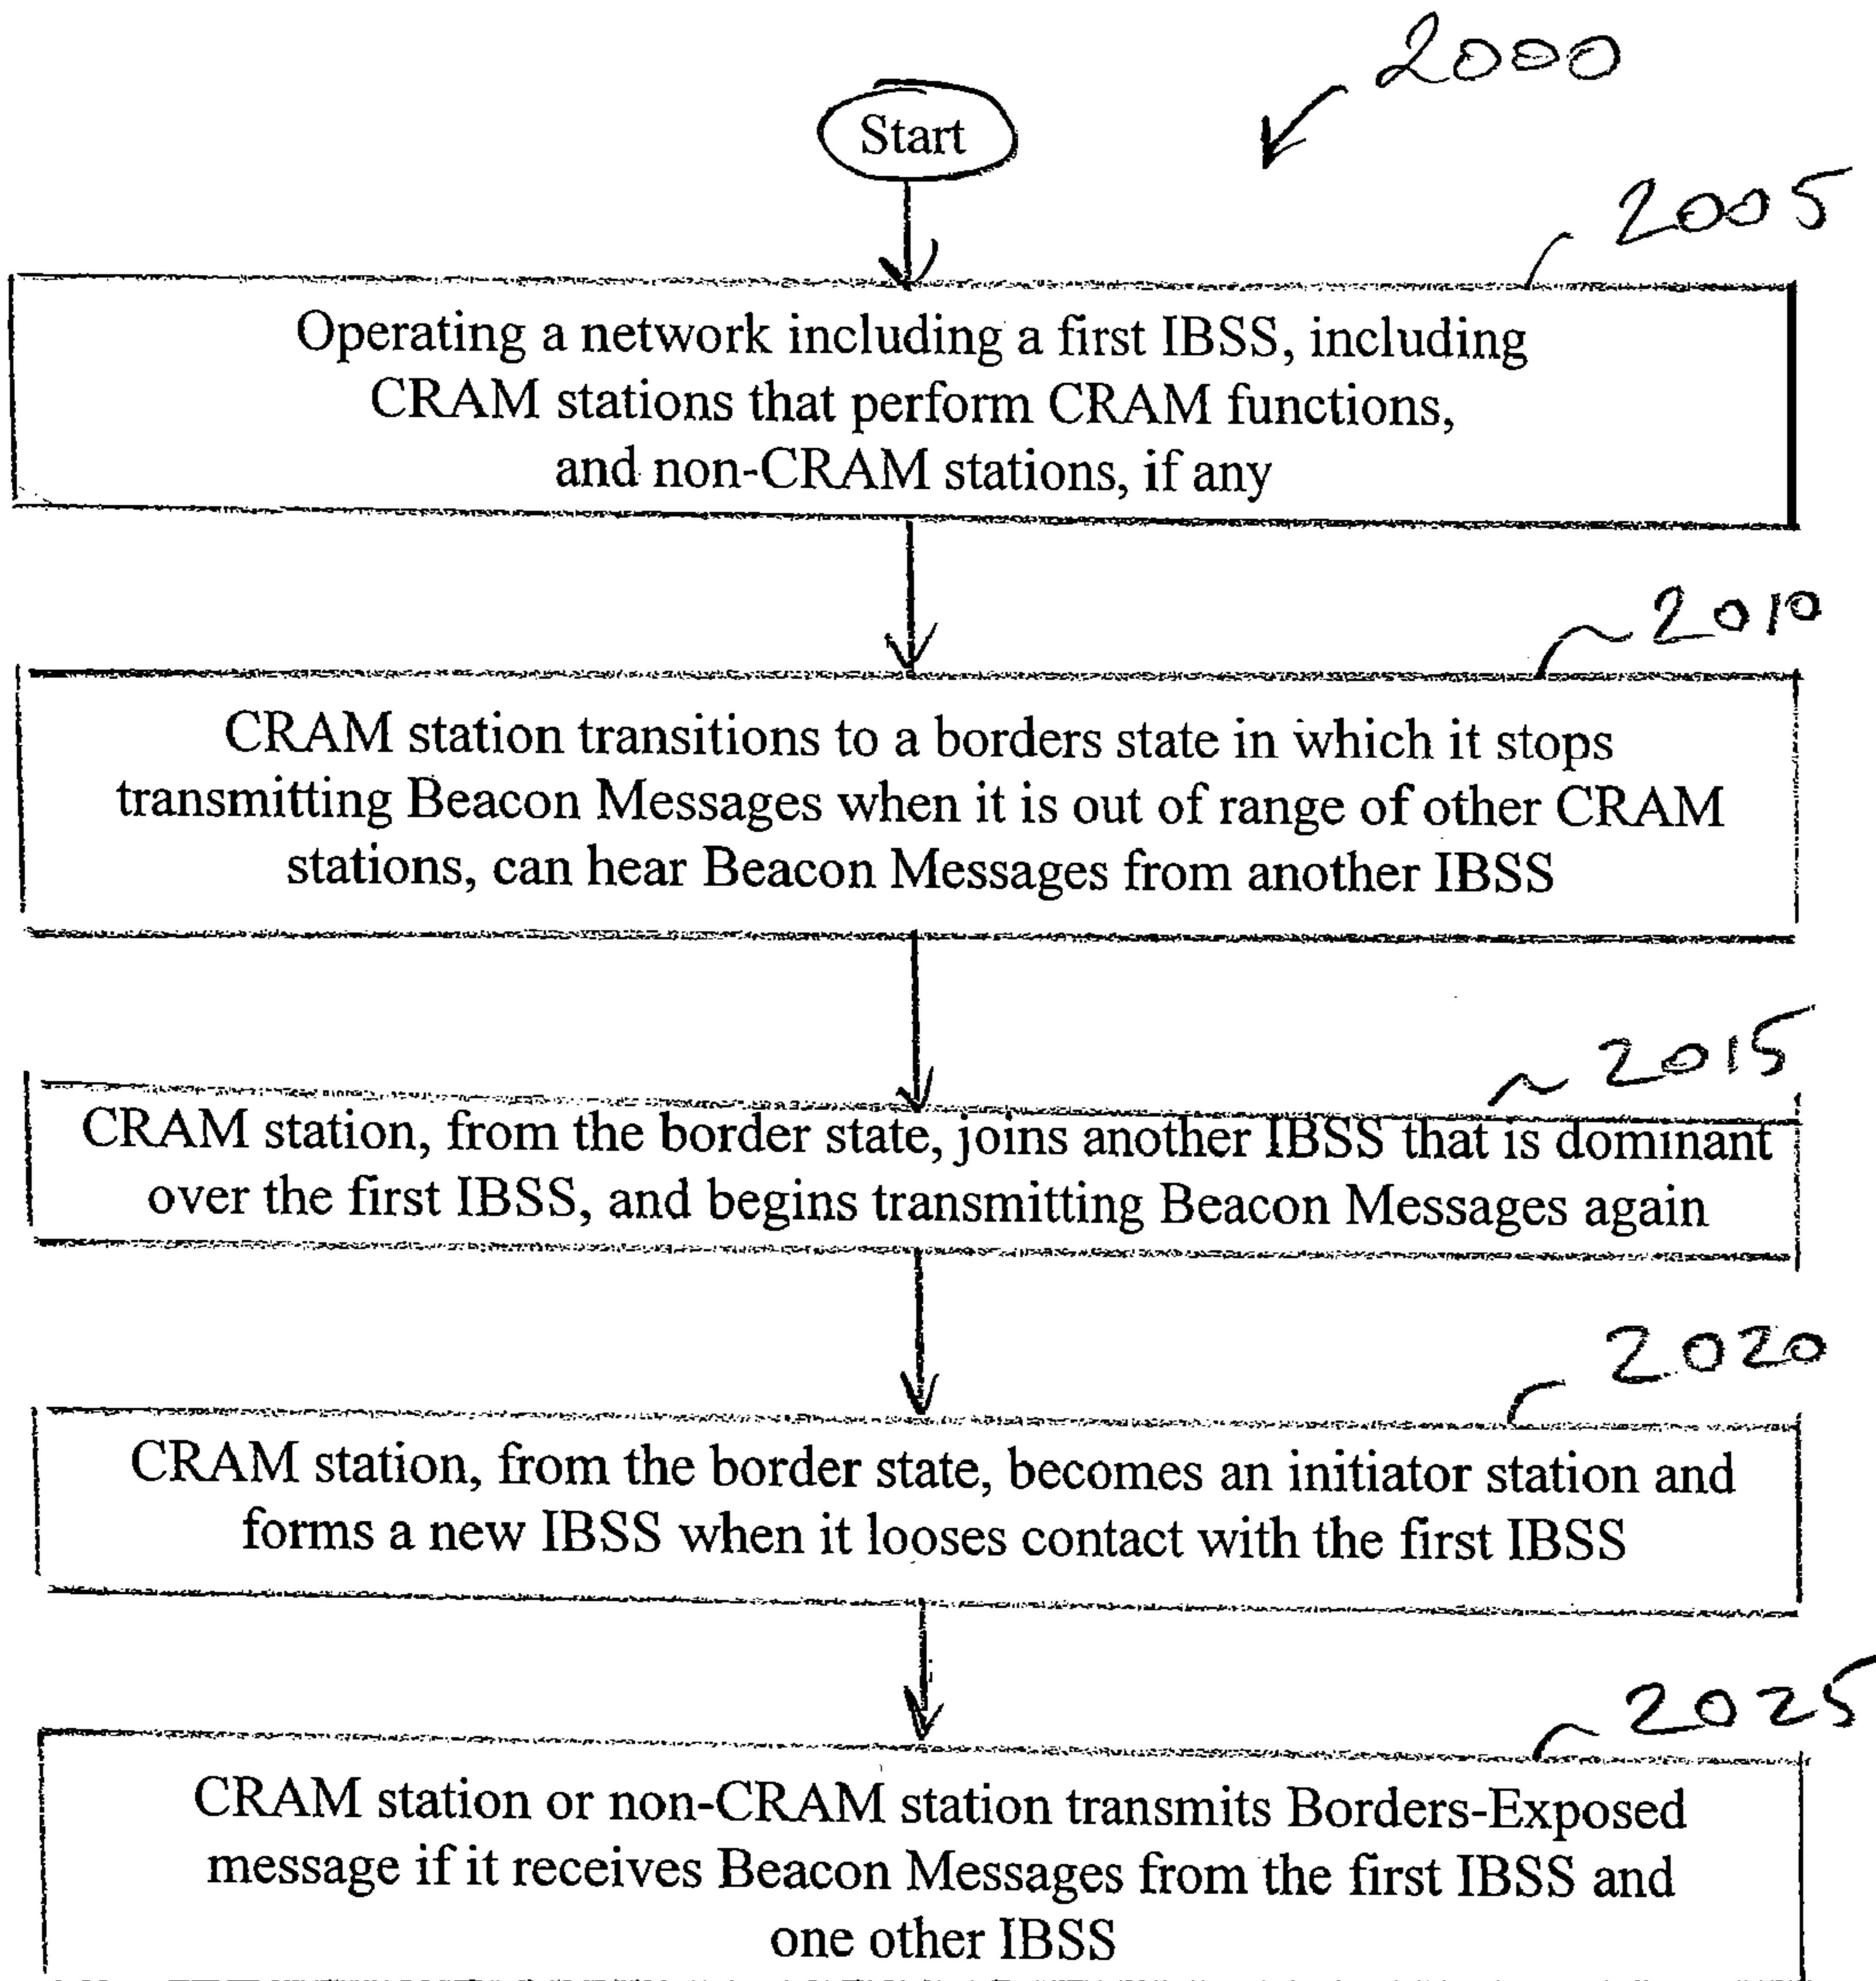 2000
Start
2005
Operating a network including a first IBSS, including
CRAM stations that perform CRAM functions,
and non-CRAM stations, if any
2010
CRAM station transitions to a borders state in which it stops
transmitting Beacon Messages when it is out of range of other CRAM
stations, can hear Beacon Messages from another IBSS
2015
CRAM station, from the border state, joins another IBSS that is dominant
over the first IBSS, and begins transmitting Beacon Messages again
2020
CRAM station, from the border state, becomes an initiator station and
forms a new IBSS when it looses contact with the first IBSS
2025
CRAM station or non-CRAM station transmits Borders-Exposed
message if it receives Beacon Messages from the first IBSS and
one other IBSS